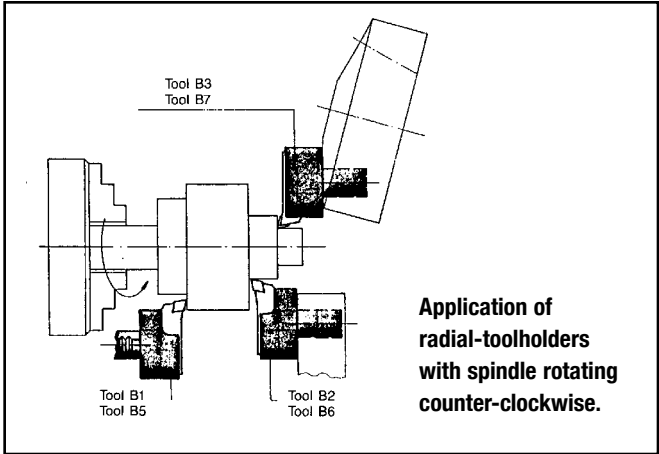 Tool B3
Tool B7
Application of
radial-toolholders
with spindle rotating
counter-clockwise.
Tool B1
Tool B5
Tool B2
Tool B6